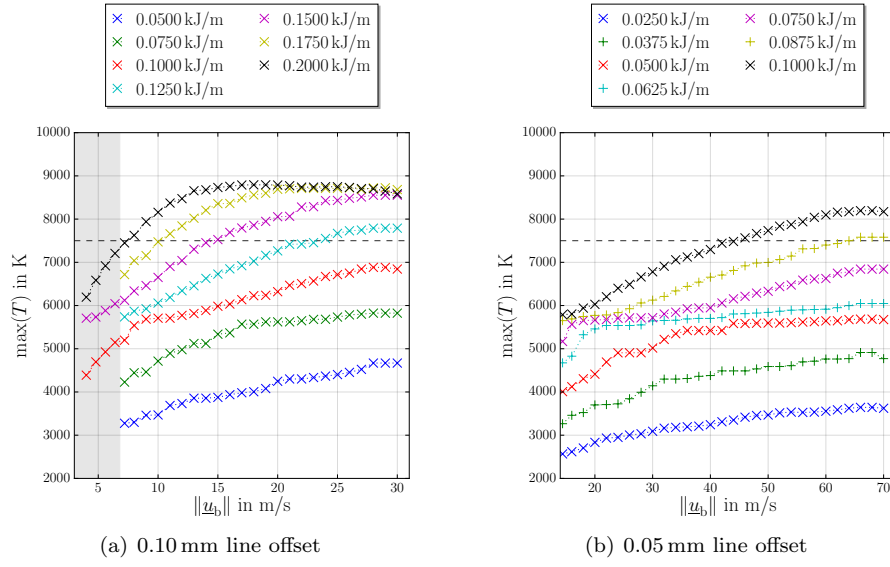 0.0500 kJ/m
0.0750 kJ/m
0.1000 kJ/m
0.1250 kJ/m
0.1500 kJ/m
0.1750 kJ/m
0.2000 kJ/m
10000
9000
8000
7000
6000
5000
4000
3000
2000
max(T) in K
5 10 15 20 25 30
‖u_b‖ in m/s
(a) 0.10 mm line offset
0.0250 kJ/m
0.0375 kJ/m
0.0500 kJ/m
0.0625 kJ/m
0.0750 kJ/m
0.0875 kJ/m
0.1000 kJ/m
10000
9000
8000
7000
6000
5000
4000
3000
2000
max(T) in K
20 30 40 50 60 70
‖u_b‖ in m/s
(b) 0.05 mm line offset